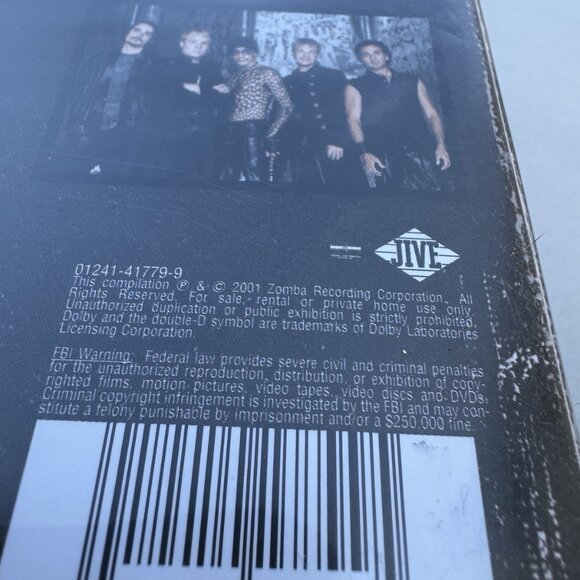 JIVE
01241-41779-9
This compilation ℗ & © 2001 Zomba Recording Corporation. All
Rights Reserved. For sale, rental or private home use only.
Unauthorized duplication or public exhibition is strictly prohibited.
Dolby and the double-D symbol are trademarks of Dolby Laboratories
Licensing Corporation.
FBI Warning: Federal law provides severe civil and criminal penalties
for the unauthorized reproduction, distribution, or exhibition of copy-
righted films, motion pictures, video tapes, video discs and DVDs.
Criminal copyright infringement is investigated by the FBI and may con-
stitute a felony punishable by imprisonment and/or a $250,000 fine.